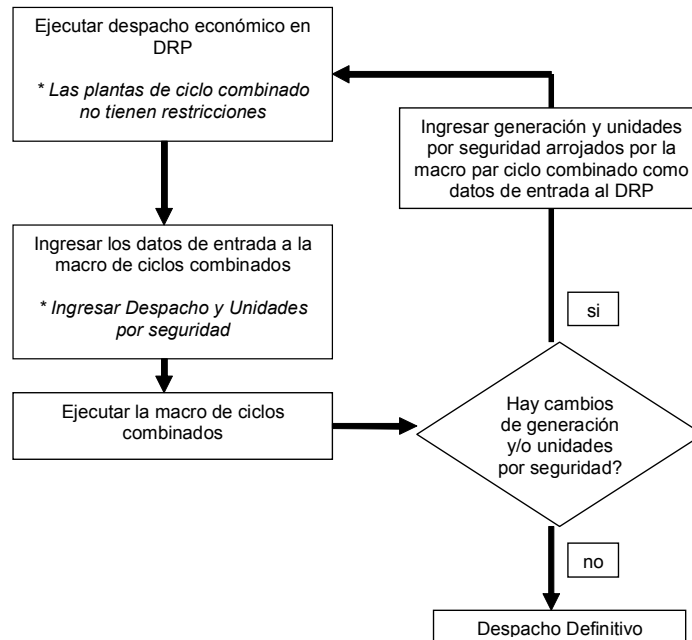 Ejecutar despacho económico en
DRP
* Las plantas de ciclo combinado
no tienen restricciones
Ingresar generación y unidades
por seguridad arrojados por la
macro par ciclo combinado como
datos de entrada al DRP
Ingresar los datos de entrada a la
macro de ciclos combinados
* Ingresar Despacho y Unidades
por seguridad
si
Ejecutar la macro de ciclos
combinados
Hay cambios
de generación
y/o unidades
por seguridad?
no
Despacho Definitivo